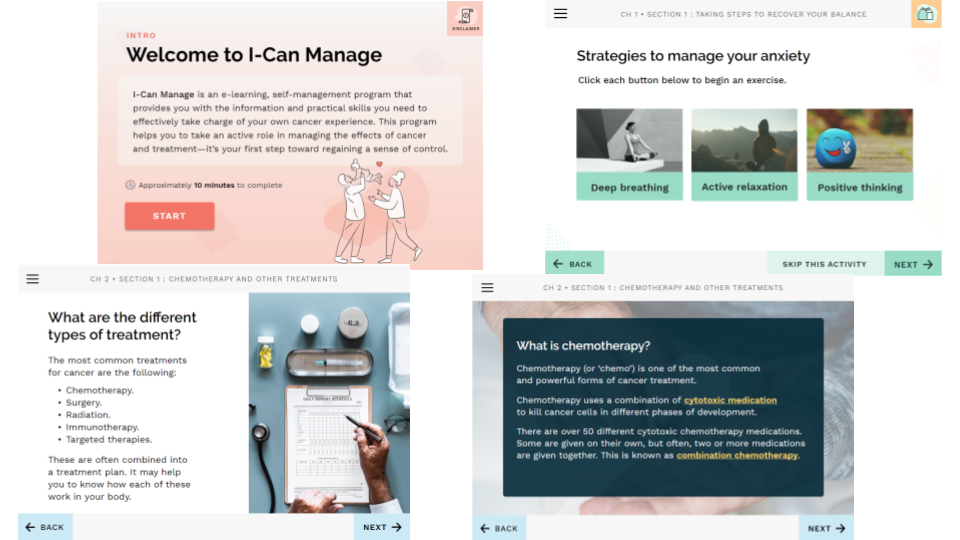 DISCLAIMER
INTRO
Welcome to I-Can Manage
I-Can Manage is an e-learning, self-management program that
provides you with the information and practical skills you need to
effectively take charge of your own cancer experience. This program
helps you to take an active role in managing the effects of cancer
and treatment—it's your first step toward regaining a sense of control.
Approximately 10 minutes to complete
START
CH 1 • SECTION 1 : TAKING STEPS TO RECOVER YOUR BALANCE
Strategies to manage your anxiety
Click each button below to begin an exercise.
Deep breathing
Active relaxation
Positive thinking
BACK
SKIP THIS ACTIVITY
NEXT
CH 2 • SECTION 1 : CHEMOTHERAPY AND OTHER TREATMENTS
What are the different
types of treatment?
The most common treatments
for cancer are the following:
• Chemotherapy.
• Surgery.
• Radiation.
• Immunotherapy.
• Targeted therapies.
These are often combined into
a treatment plan. It may help
you to know how each of these
work in your body.
BACK
NEXT
CH 2 • SECTION 1 : CHEMOTHERAPY AND OTHER TREATMENTS
What is chemotherapy?
Chemotherapy (or 'chemo') is one of the most common
and powerful forms of cancer treatment.
Chemotherapy uses a combination of cytotoxic medication
to kill cancer cells in different phases of development.
There are over 50 different cytotoxic chemotherapy medications.
Some are given on their own, but often, two or more medications
are given together. This is known as combination chemotherapy.
BACK
NEXT